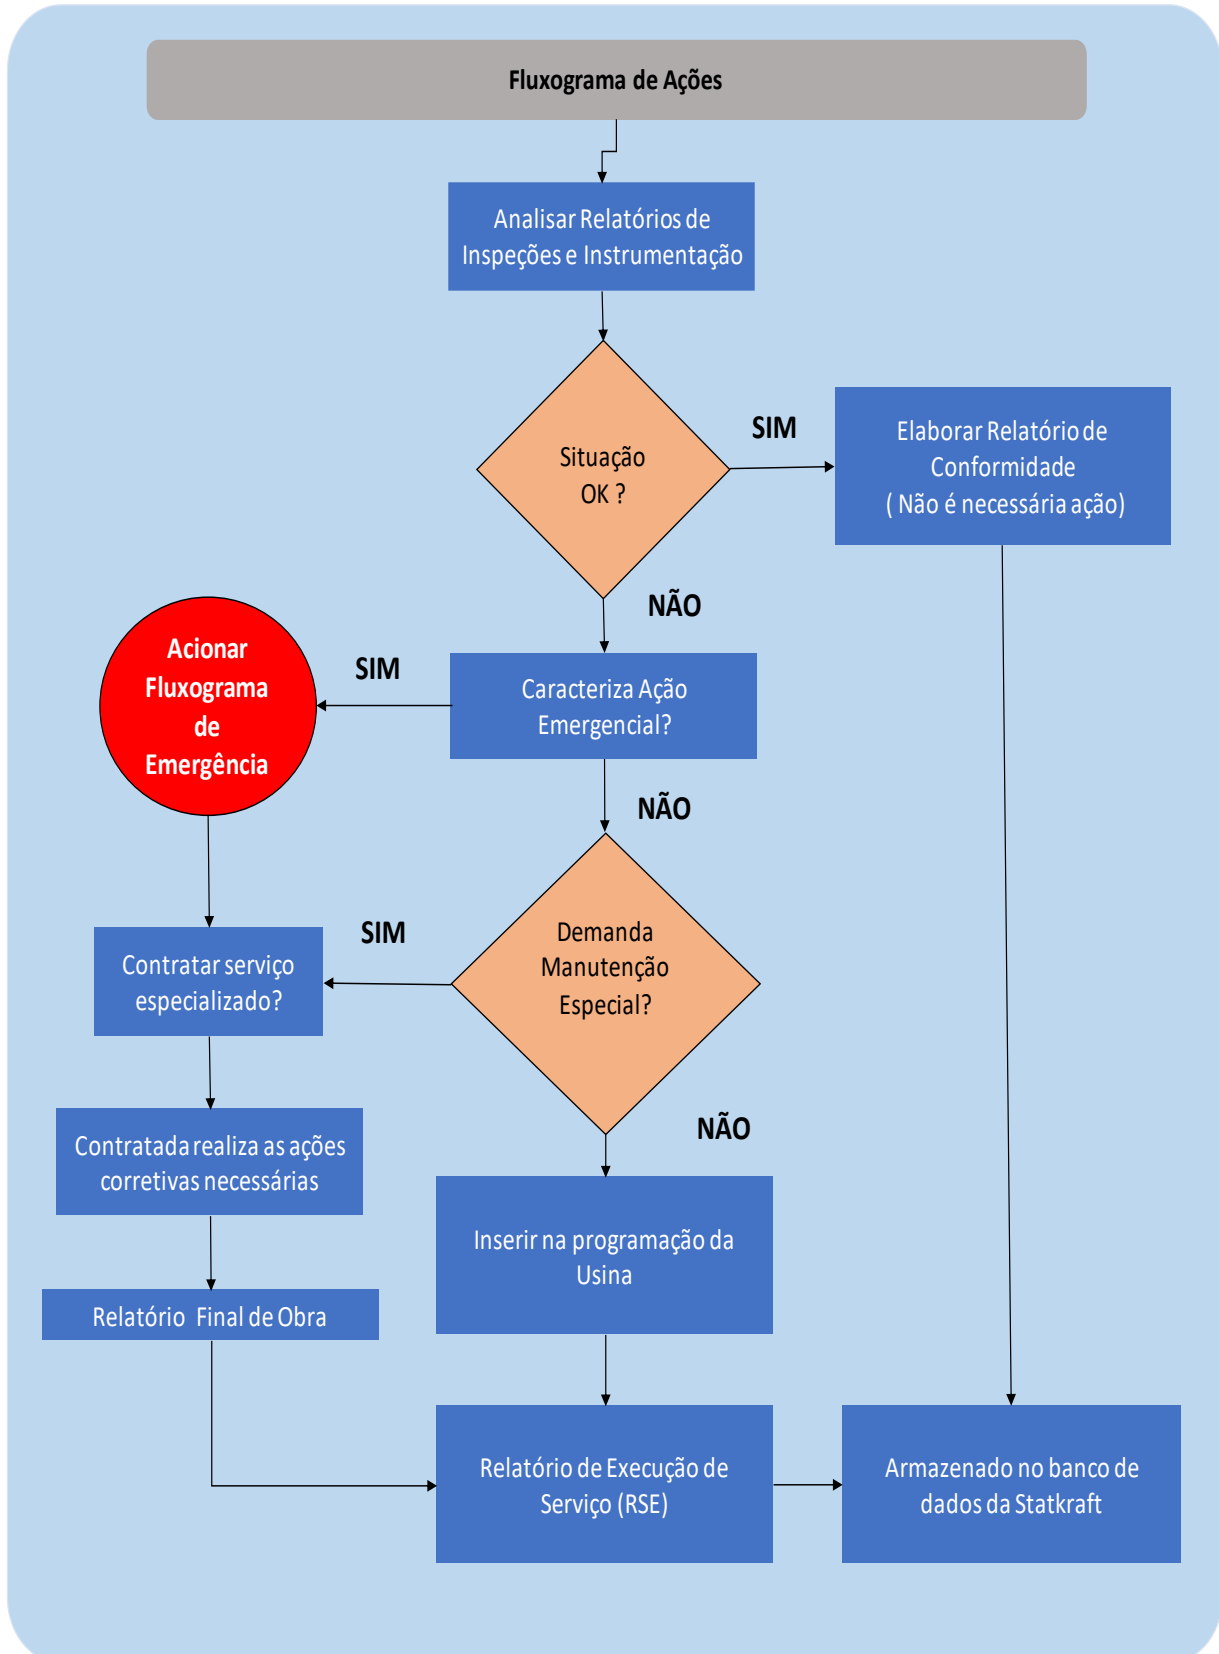 Fluxograma de Ações
Analisar Relatórios de
Inspeções e Instrumentação
Situação
OK ?
SIM
Elaborar Relatório de
Conformidade
( Não é necessária ação)
NÃO
Acionar
Fluxograma
de
Emergência
SIM
Caracteriza Ação
Emergencial?
NÃO
Demanda
Manutenção
Especial?
SIM
Contratar serviço
especializado?
NÃO
Contratada realiza as ações
corretivas necessárias
Inserir na programação da
Usina
Relatório Final de Obra
Relatório de Execução de
Serviço (RSE)
Armazenado no banco de
dados da Statkraft